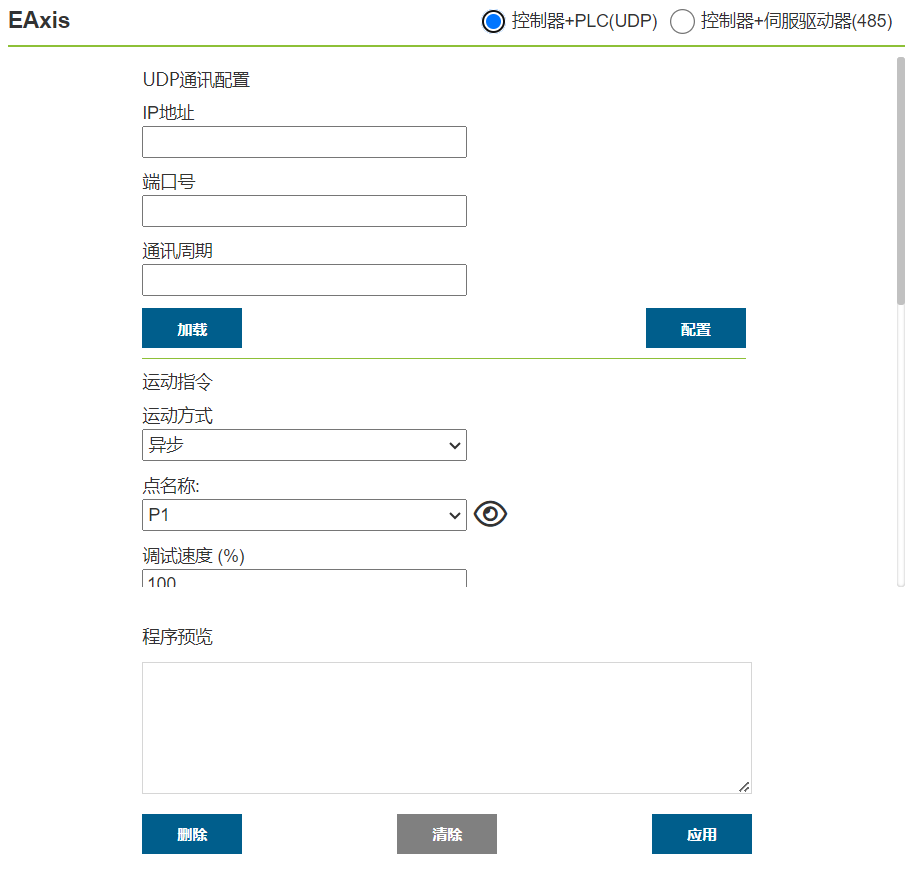 EAxis
控制器+PLC(UDP) 控制器+伺服驱动器(485)
UDP通讯配置
IP地址
端口号
通讯周期
加载 配置
运动指令
运动方式
异步
点名称:
P1
调试速度 (%)
100
程序预览
删除 清除 应用